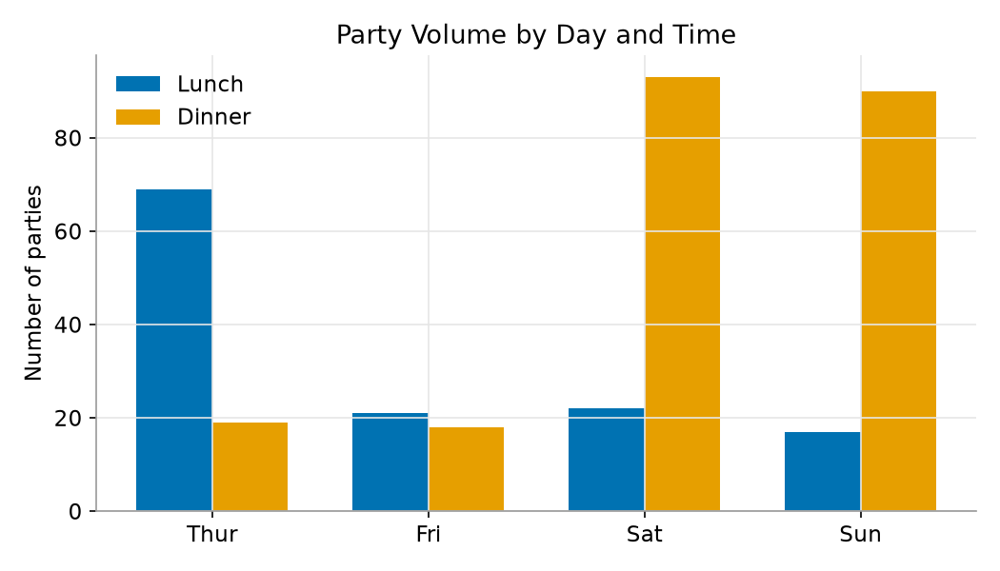 Party Volume by Day and Time
Lunch
Dinner
Number of parties
80
60
40
20
0
Thur Fri Sat Sun